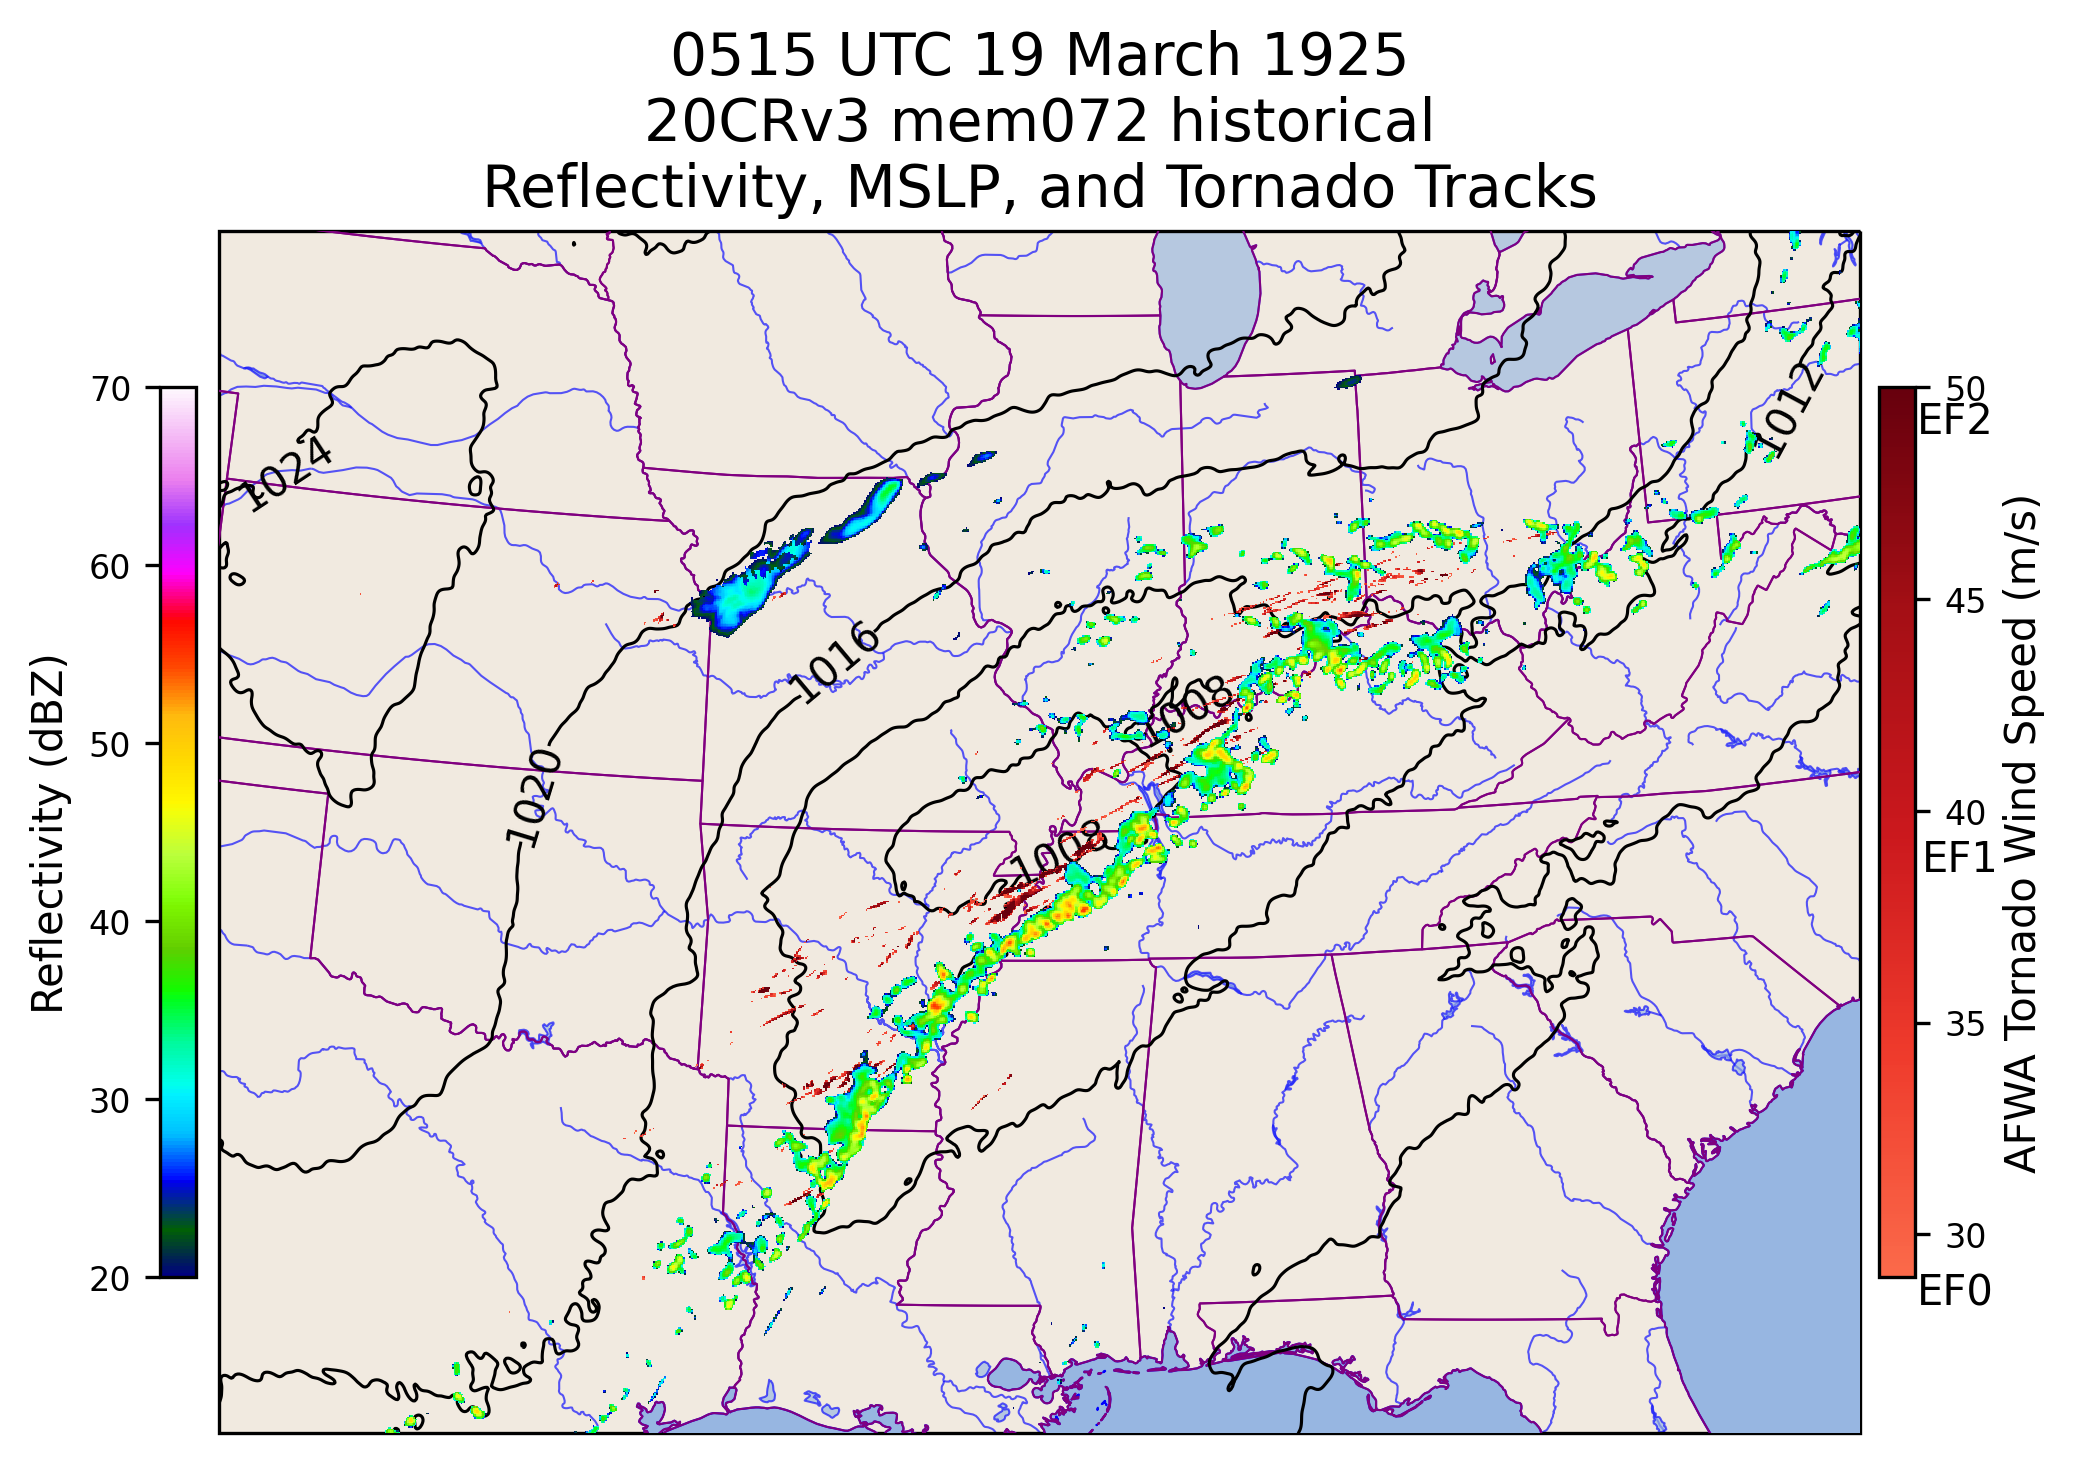 0515 UTC 19 March 1925
20CRv3 mem072 historical
Reflectivity, MSLP, and Tornado Tracks
70
60
50
40
30
20
Reflectivity (dBZ)
1024
1020
1016
1008
1008
1012
50
EF2
45
40
EF1
35
30
EF0
AFWA Tornado Wind Speed (m/s)